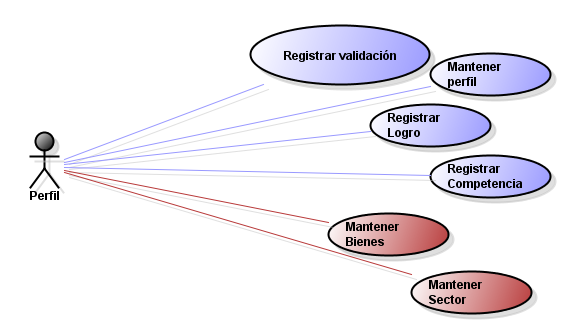 Registrar validación
Mantener
perfil
Registrar
Logro
Registrar
Competencia
Perfil
Mantener
Bienes
Mantener
Sector